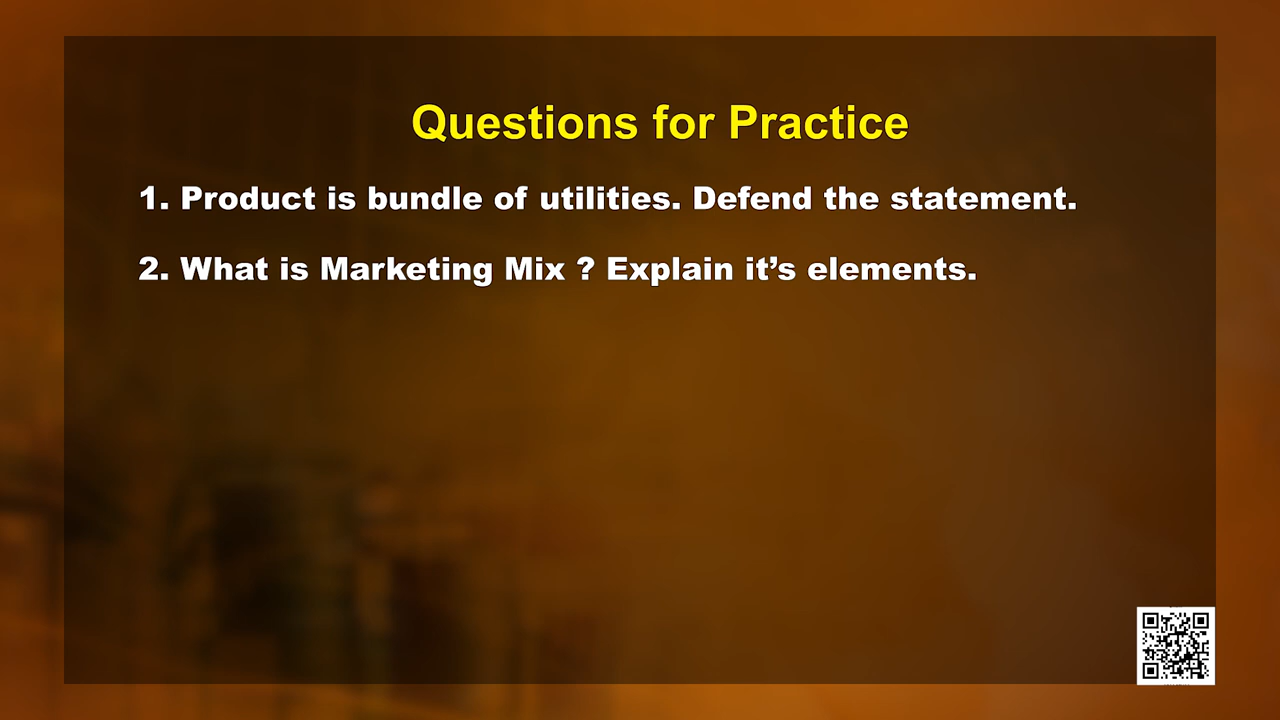 Questions for Practice
1. Product is bundle of utilities. Defend the statement.
2. What is Marketing Mix ? Explain it’s elements.